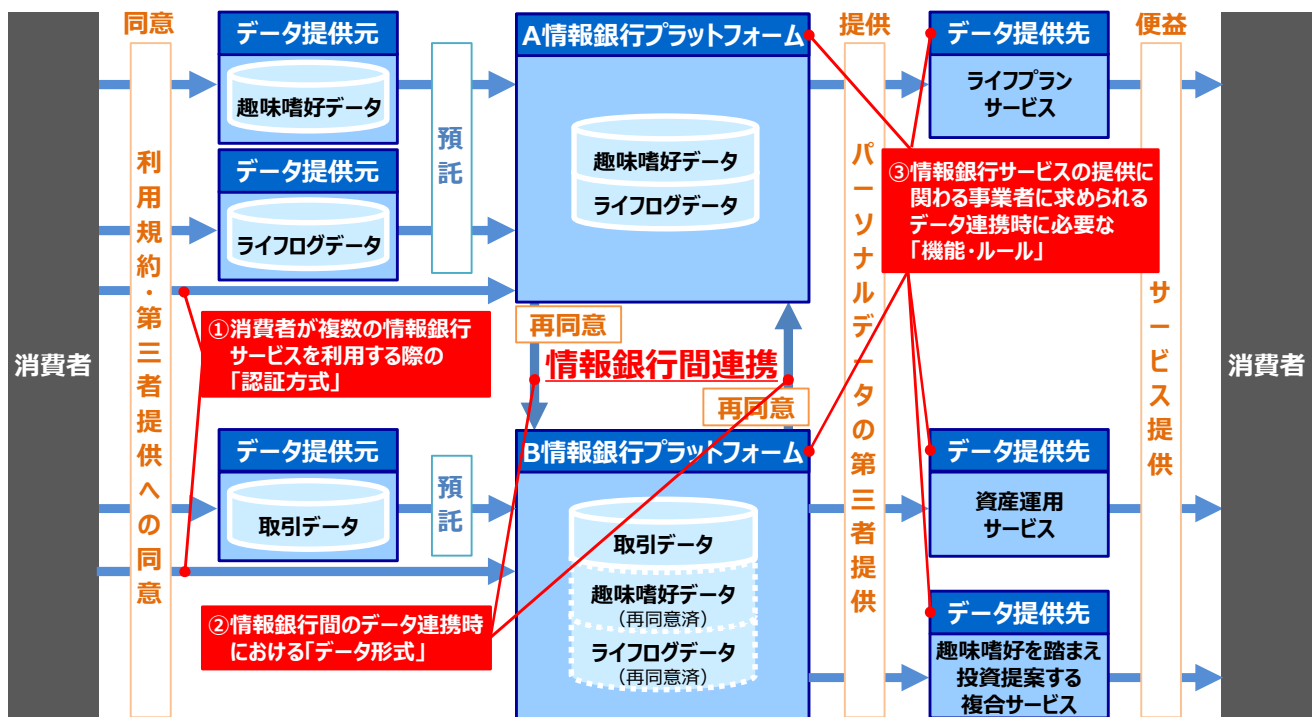 消費者
同意
利用規約・第三者提供への同意
データ提供元
趣味嗜好データ
データ提供元
ライフログデータ
預託
A情報銀行プラットフォーム
趣味嗜好データ
ライフログデータ
提供
パーソナルデータの第三者提供
データ提供先
ライフプラン
サービス
便益
サービス提供
消費者
③情報銀行サービスの提供に
関わる事業者に求められる
データ連携時に必要な
「機能・ルール」
①消費者が複数の情報銀行
サービスを利用する際の
「認証方式」
再同意
情報銀行間連携
再同意
データ提供元
取引データ
預託
B情報銀行プラットフォーム
取引データ
趣味嗜好データ
（再同意済）
ライフログデータ
（再同意済）
②情報銀行間のデータ連携時
における「データ形式」
データ提供先
資産運用
サービス
データ提供先
趣味嗜好を踏まえ
投資提案する
複合サービス